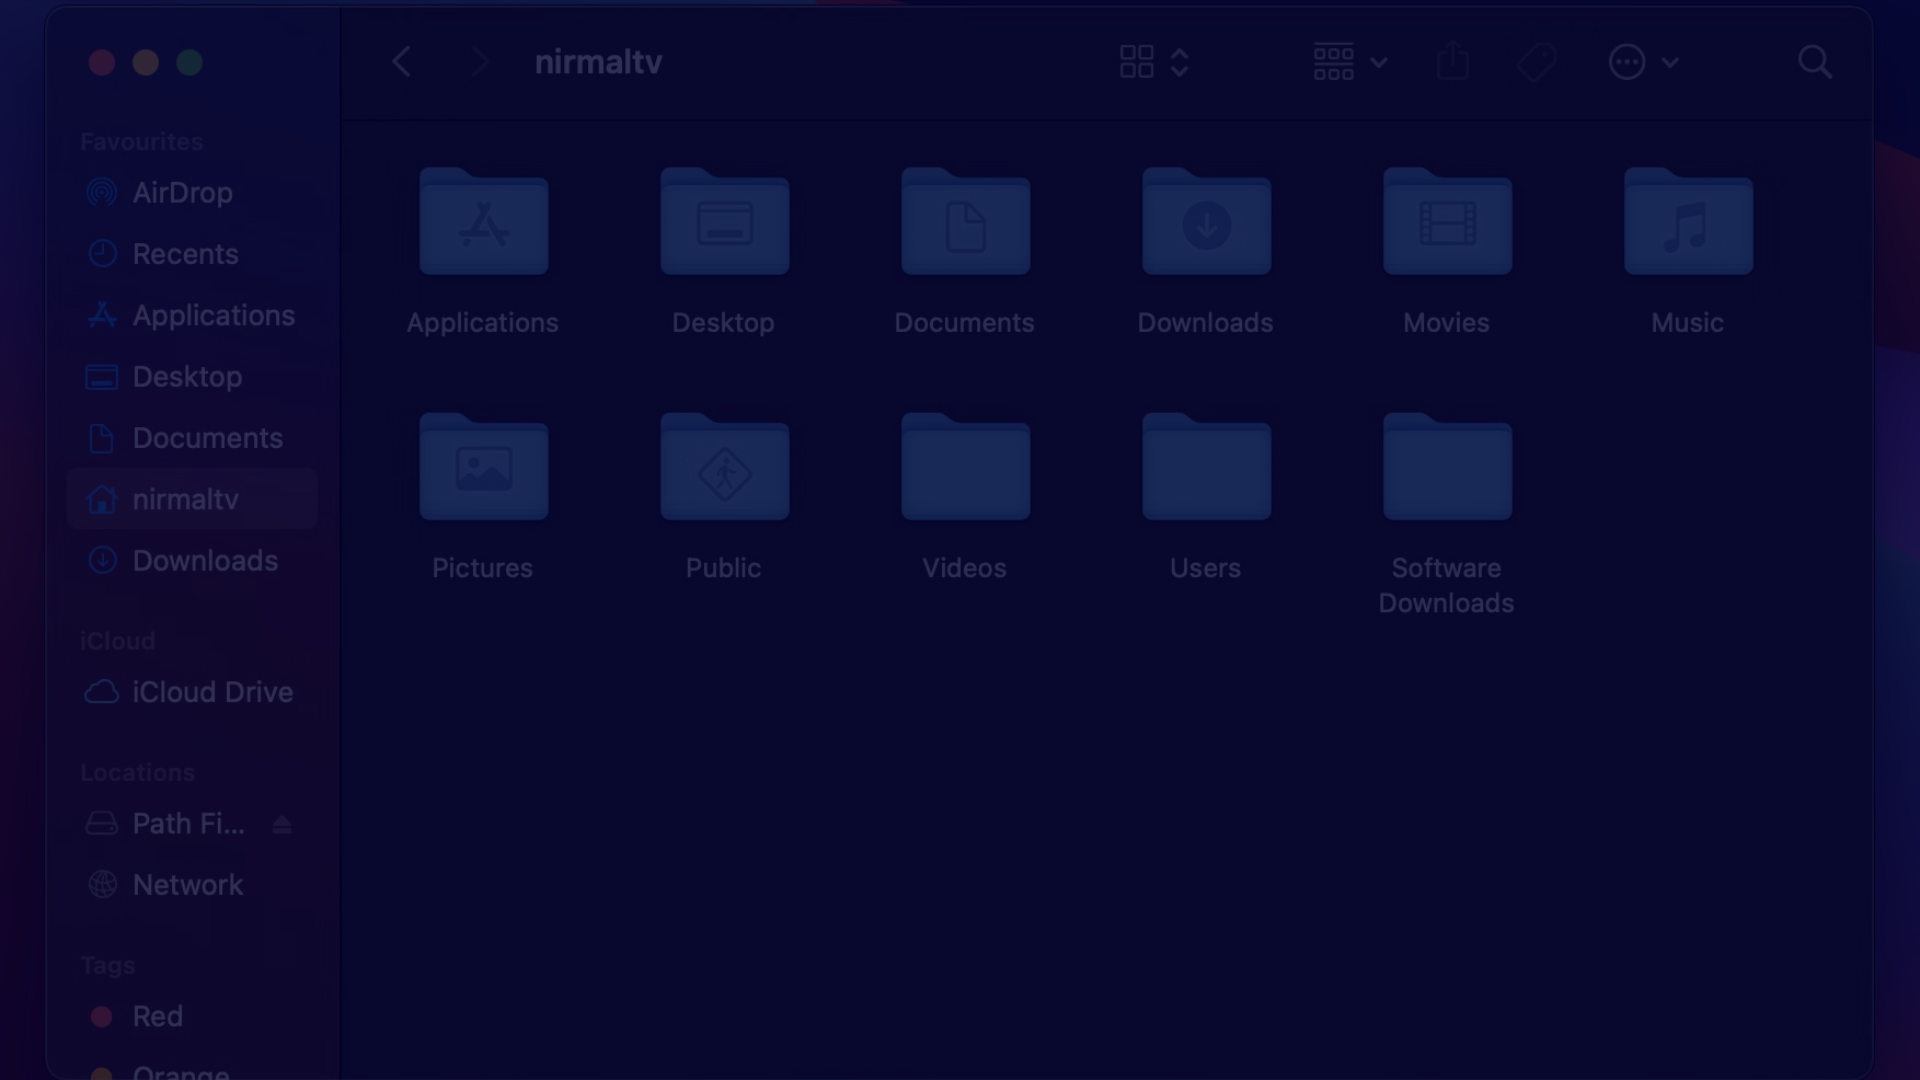 nirmaltv
Favourites
AirDrop
Recents
Applications
Desktop
Documents
nirmaltv
Downloads
iCloud
iCloud Drive
Locations
Path Fi...
Network
Tags
Red
Orange
Applications
Desktop
Documents
Downloads
Movies
Music
Pictures
Public
Videos
Users
Software
Downloads